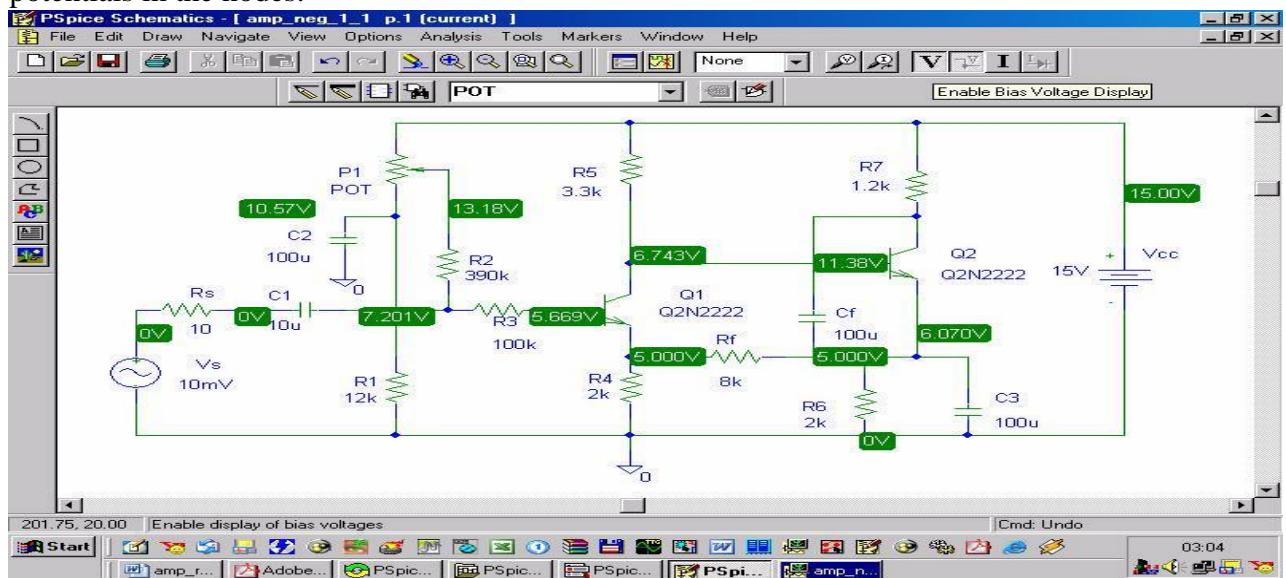 potentials in the nodes.
PSpice Schematics - [ amp_neg_1_1 p.1 (current) ]
File Edit Draw Navigate View Options Analysis Tools Markers Window Help
None V I
POT
Enable Bias Voltage Display
P1
POT
R5
3.3k
R7
1.2k
15.00V
10.57V
13.18V
C2
100u
0
R2
390k
6.743V
11.38V
Q2
Q2N2222
15V
+
Vcc
-
Rs
10
0V
C1
10u
0V
7.201V
R3
100k
5.669V
Q1
Q2N2222
Cf
100u
6.070V
Vs
10mV
R1
12k
R4
2k
5.000V
Rf
8k
5.000V
R6
2k
C3
100u
0V
0
201.75, 20.00 Enable display of bias voltages Cmd: Undo
Start 03:04
amp_r... Adobe... PSpic... PSpic... PSpic... PSpi... amp_n...